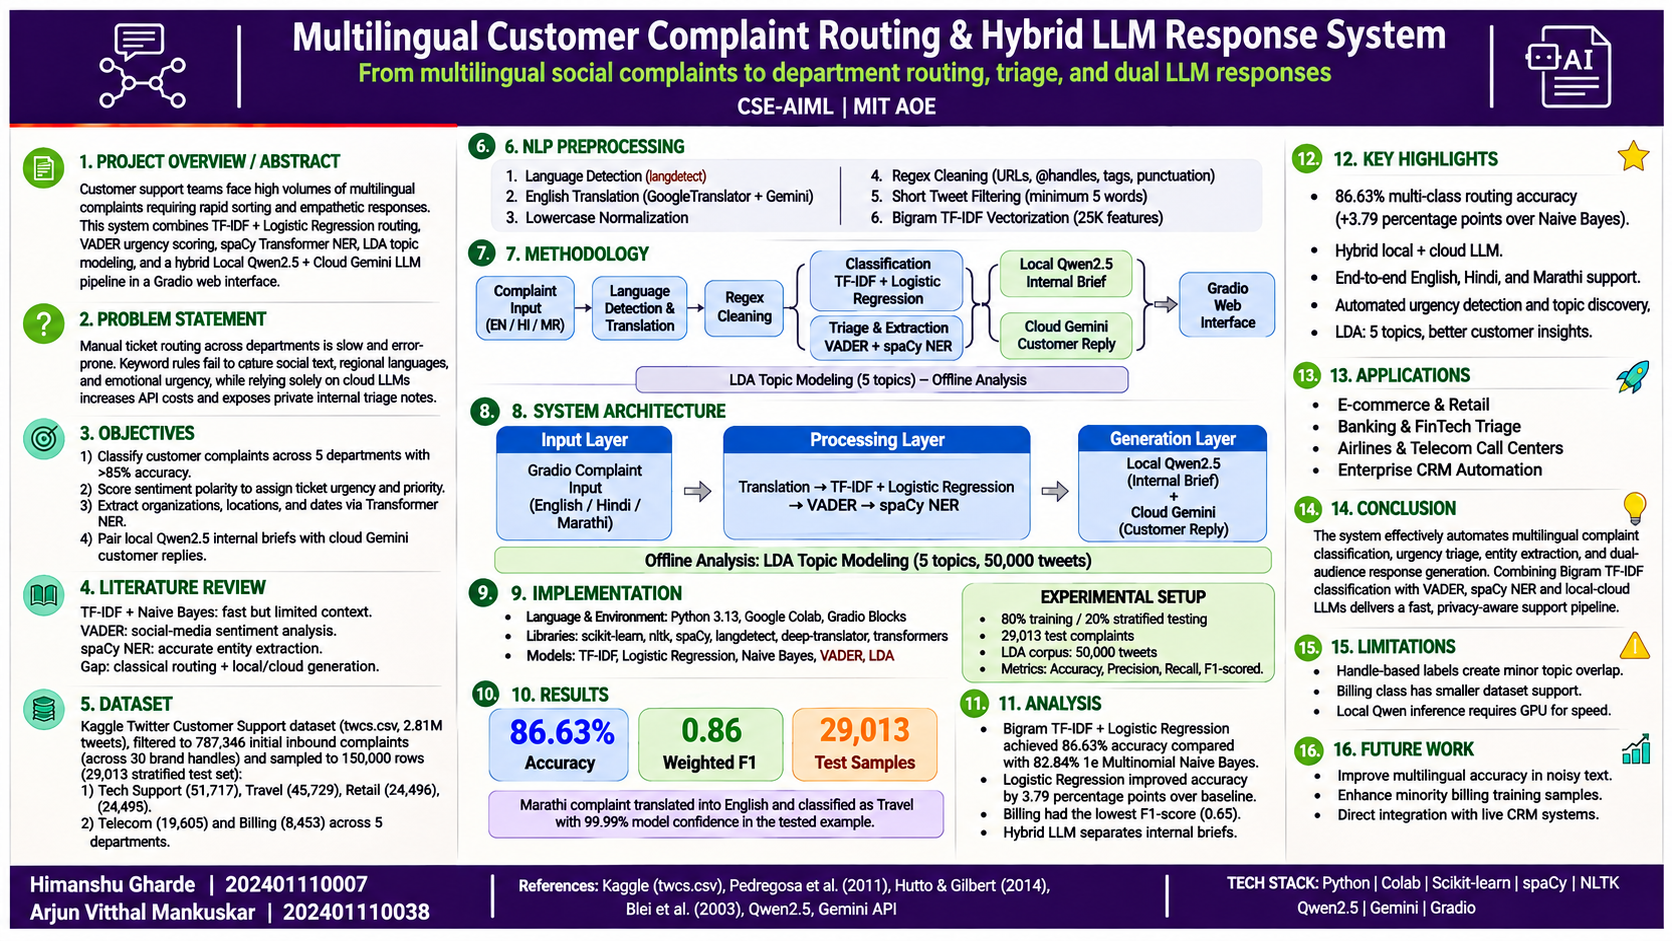 Multilingual Customer Complaint Routing & Hybrid LLM Response System
From multilingual social complaints to department routing, triage, and dual LLM responses
CSE-AIML | MIT AOE
AI
1. PROJECT OVERVIEW / ABSTRACT
Customer support teams face high volumes of multilingual
complaints requiring rapid sorting and empathetic responses.
This system combines TF-IDF + Logistic Regression routing,
VADER urgency scoring, spaCy Transformer NER, LDA topic
modeling, and a hybrid Local Qwen2.5 + Cloud Gemini LLM
pipeline in a Gradio web interface.
?
2. PROBLEM STATEMENT
Manual ticket routing across departments is slow and error-
prone. Keyword rules fail to cature social text, regional languages,
and emotional urgency, while relying solely on cloud LLMs
increases API costs and exposes private internal triage notes.
3. OBJECTIVES
1) Classify customer complaints across 5 departments with
>85% accuracy.
2) Score sentiment polarity to assign ticket urgency and priority.
3) Extract organizations, locations, and dates via Transformer
NER.
4) Pair local Qwen2.5 internal briefs with cloud Gemini
customer replies.
4. LITERATURE REVIEW
TF-IDF + Naive Bayes: fast but limited context.
VADER: social-media sentiment analysis.
spaCy NER: accurate entity extraction.
Gap: classical routing + local/cloud generation.
5. DATASET
Kaggle Twitter Customer Support dataset (twcs.csv, 2.81M
tweets), filtered to 787,346 initial inbound complaints
(across 30 brand handles) and sampled to 150,000 rows
(29,013 stratified test set):
1) Tech Support (51,717), Travel (45,729), Retail (24,496),
(24,495).
2) Telecom (19,605) and Billing (8,453) across 5
departments.
6. 6. NLP PREPROCESSING
1. Language Detection (langdetect)
2. English Translation (GoogleTranslator + Gemini)
3. Lowercase Normalization
4. Regex Cleaning (URLs, @handles, tags, punctuation)
5. Short Tweet Filtering (minimum 5 words)
6. Bigram TF-IDF Vectorization (25K features)
7. 7. METHODOLOGY
Complaint
Input
(EN / HI / MR)
Language
Detection &
Translation
Regex
Cleaning
Classification
TF-IDF + Logistic
Regression
Triage & Extraction
VADER + spaCy NER
Local Qwen2.5
Internal Brief
Cloud Gemini
Customer Reply
Gradio
Web
Interface
LDA Topic Modeling (5 topics) – Offline Analysis
8. 8. SYSTEM ARCHITECTURE
Input Layer
Gradio Complaint
Input
(English / Hindi /
Marathi)
Processing Layer
Translation → TF-IDF + Logistic Regression
→ VADER → spaCy NER
Generation Layer
Local Qwen2.5
(Internal Brief)
+
Cloud Gemini
(Customer Reply)
Offline Analysis: LDA Topic Modeling (5 topics, 50,000 tweets)
9. 9. IMPLEMENTATION
• Language & Environment: Python 3.13, Google Colab, Gradio Blocks
• Libraries: scikit-learn, nltk, spaCy, langdetect, deep-translator, transformers
• Models: TF-IDF, Logistic Regression, Naive Bayes, VADER, LDA
EXPERIMENTAL SETUP
• 80% training / 20% stratified testing
• 29,013 test complaints
• LDA corpus: 50,000 tweets
• Metrics: Accuracy, Precision, Recall, F1-scored.
10. 10. RESULTS
86.63%
Accuracy
0.86
Weighted F1
29,013
Test Samples
Marathi complaint translated into English and classified as Travel
with 99.99% model confidence in the tested example.
11. 11. ANALYSIS
• Bigram TF-IDF + Logistic Regression
achieved 86.63% accuracy compared
with 82.84% 1e Multinomial Naive Bayes.
• Logistic Regression improved accuracy
by 3.79 percentage points over baseline.
• Billing had the lowest F1-score (0.65).
• Hybrid LLM separates internal briefs.
12. 12. KEY HIGHLIGHTS
• 86.63% multi-class routing accuracy
(+3.79 percentage points over Naive Bayes).
• Hybrid local + cloud LLM.
• End-to-end English, Hindi, and Marathi support.
• Automated urgency detection and topic discovery,
• LDA: 5 topics, better customer insights.
13. 13. APPLICATIONS
• E-commerce & Retail
• Banking & FinTech Triage
• Airlines & Telecom Call Centers
• Enterprise CRM Automation
14. 14. CONCLUSION
The system effectively automates multilingual complaint
classification, urgency triage, entity extraction, and dual-
audience response generation. Combining Bigram TF-IDF
classification with VADER, spaCy NER and local-cloud
LLMs delivers a fast, privacy-aware support pipeline.
15. 15. LIMITATIONS
• Handle-based labels create minor topic overlap.
• Billing class has smaller dataset support.
• Local Qwen inference requires GPU for speed.
16. 16. FUTURE WORK
• Improve multilingual accuracy in noisy text.
• Enhance minority billing training samples.
• Direct integration with live CRM systems.
Himanshu Gharde | 202401110007
Arjun Vitthal Mankuskar | 202401110038
References: Kaggle (twcs.csv), Pedregosa et al. (2011), Hutto & Gilbert (2014),
Blei et al. (2003), Qwen2.5, Gemini API
TECH STACK: Python | Colab | Scikit-learn | spaCy | NLTK
Qwen2.5 | Gemini | Gradio